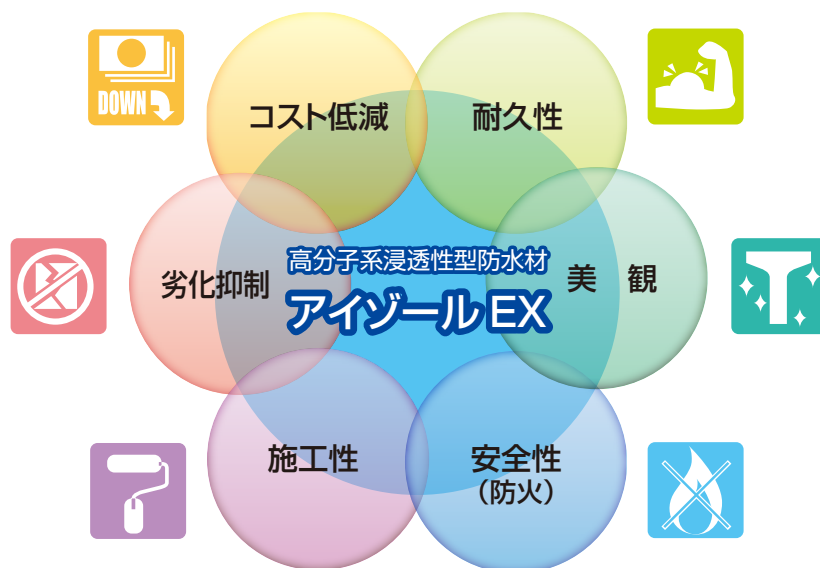 DOWN
コスト低減
耐久性
劣化抑制
高分子系浸透性型防水材
アイゾールEX
美　観
施工性
安全性
（防火）